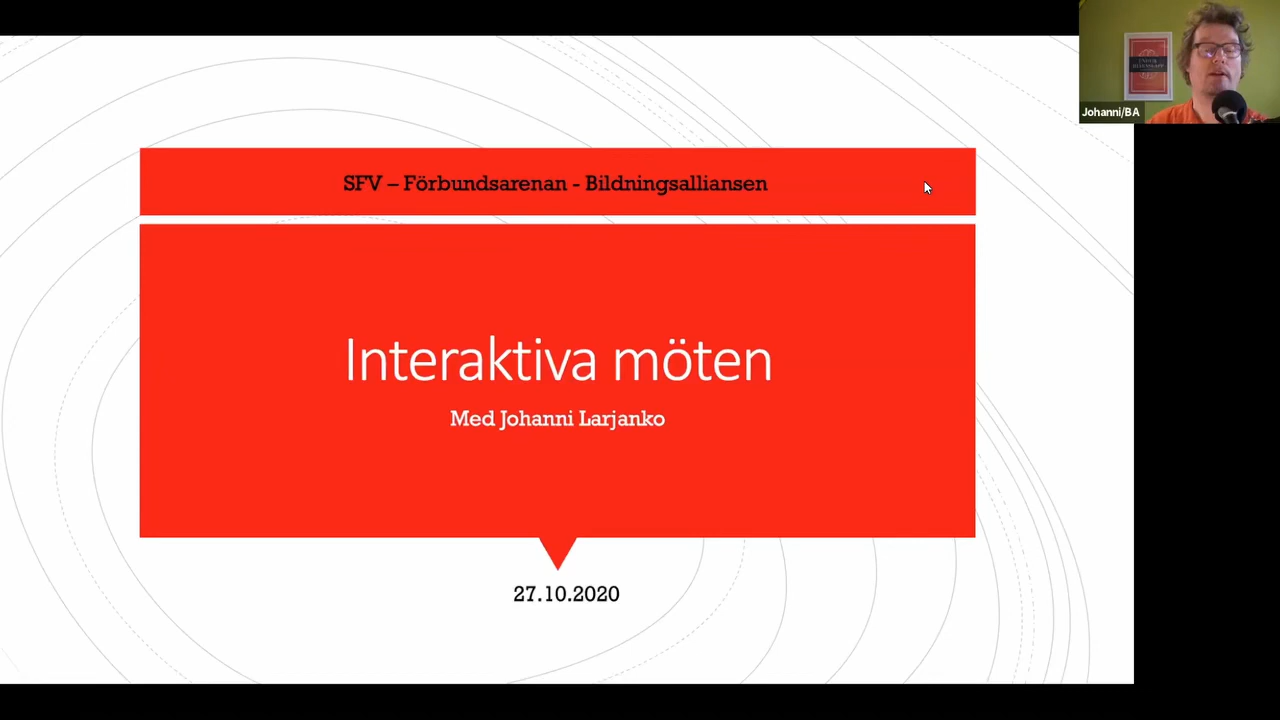 SFV – Förbundsarenan - Bildningsalliansen
Interaktiva möten
Med Johanni Larjanko
27.10.2020
Johanni/BA